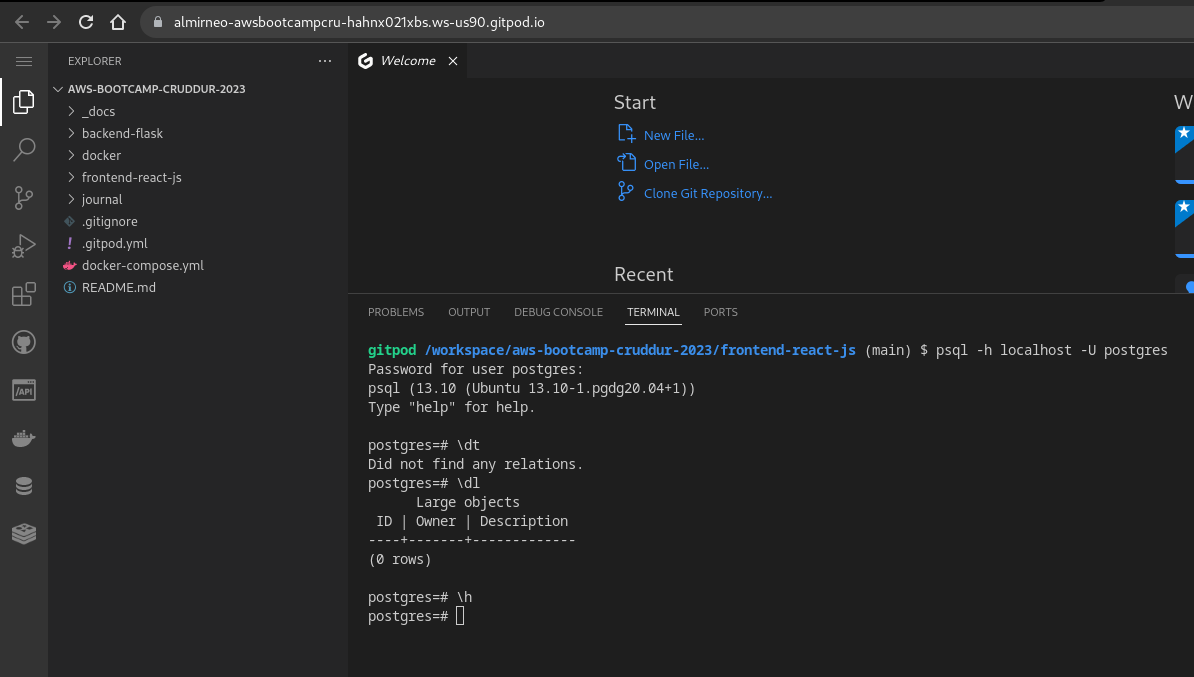 almirneo-awsbootcampcru-hahnx021xbs.ws-us90.gitpod.io
EXPLORER
AWS-BOOTCAMP-CRUDDUR-2023
_docs
backend-flask
docker
frontend-react-js
journal
.gitignore
! .gitpod.yml
docker-compose.yml
README.md
/API
Welcome
Start
New File...
Open File...
Clone Git Repository...
Recent
W
PROBLEMS OUTPUT DEBUG CONSOLE TERMINAL PORTS
gitpod /workspace/aws-bootcamp-cruddur-2023/frontend-react-js (main) $ psql -h localhost -U postgres
Password for user postgres:
psql (13.10 (Ubuntu 13.10-1.pgdg20.04+1))
Type "help" for help.
postgres=# \dt
Did not find any relations.
postgres=# \dl
Large objects
ID | Owner | Description
----+-------+-------------
(0 rows)
postgres=# \h
postgres=#